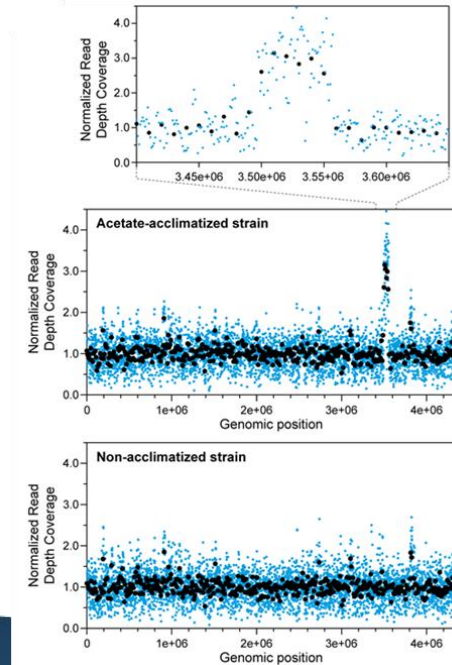 Normalized Read
Depth Coverage
4.0
3.0
2.0
1.0
0.0
3.45e+06 3.50e+06 3.55e+06 3.60e+06
Acetate-acclimatized strain
Normalized Read
Depth Coverage
4.0
3.0
2.0
1.0
0.0
0 1e+06 2e+06 3e+06 4e+06
Genomic position
Non-acclimatized strain
Normalized Read
Depth Coverage
4.0
3.0
2.0
1.0
0.0
0 1e+06 2e+06 3e+06
Genomic position